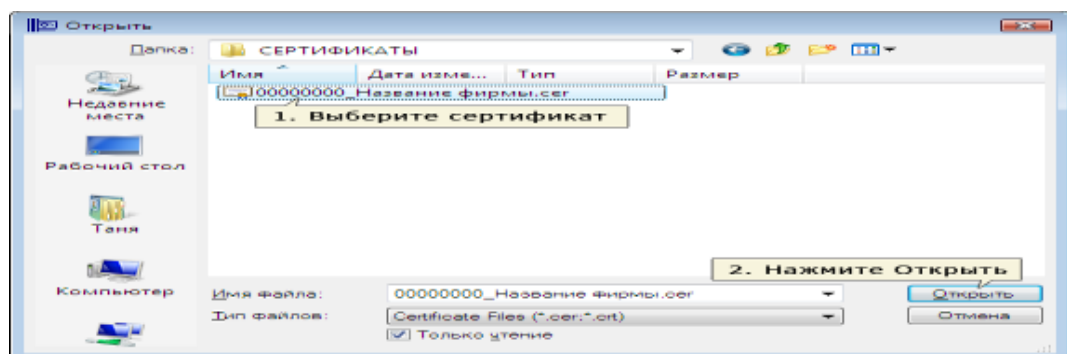 Открыть
Папка: СЕРТИФИКАТЫ
Имя Дата изме... Тип Размер
00000000_Название фирмы.cer
1. Выберите сертификат
Недавние
места
Рабочий стол
Таня
Компьютер
2. Нажмите Открыть
Имя файла: 00000000_Название фирмы.cer Открыть
Тип файлов: Certificate Files (*.cer;*.crt) Отмена
Только чтение